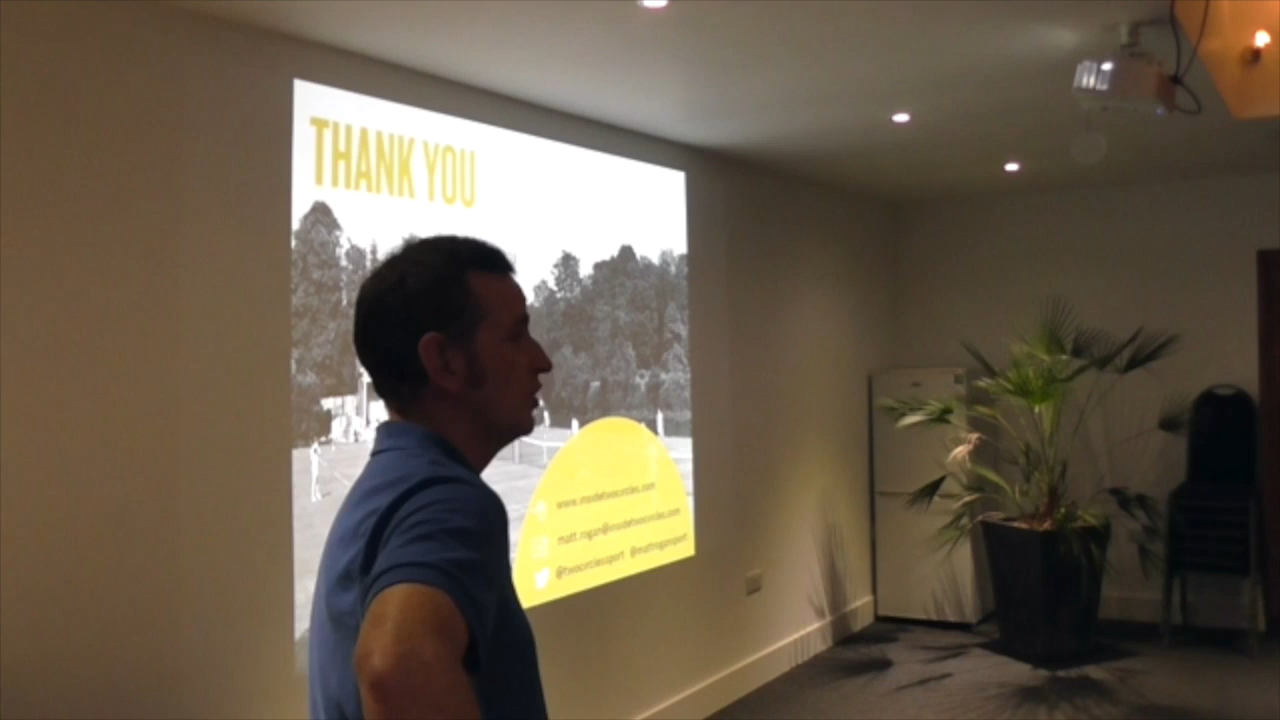 THANK YOU
www.insidetwocircles.com
matt.rogan@insidetwocircles.com
@twocirclessport @mattrogansport